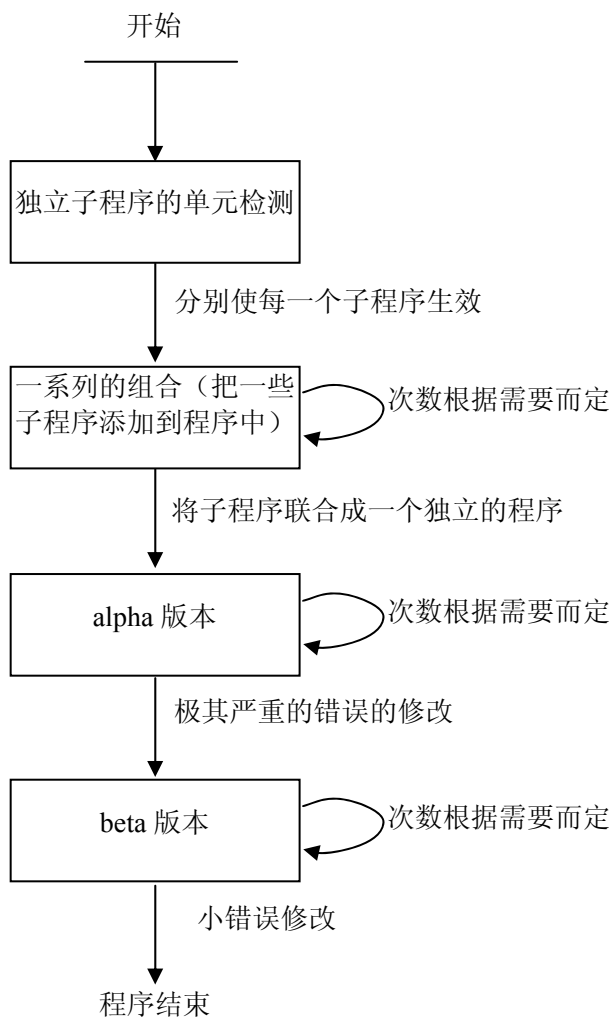 开始
独立子程序的单元检测
分别使每一个子程序生效
一系列的组合（把一些
子程序添加到程序中）
次数根据需要而定
将子程序联合成一个独立的程序
alpha 版本
次数根据需要而定
极其严重的错误的修改
beta 版本
次数根据需要而定
小错误修改
程序结束